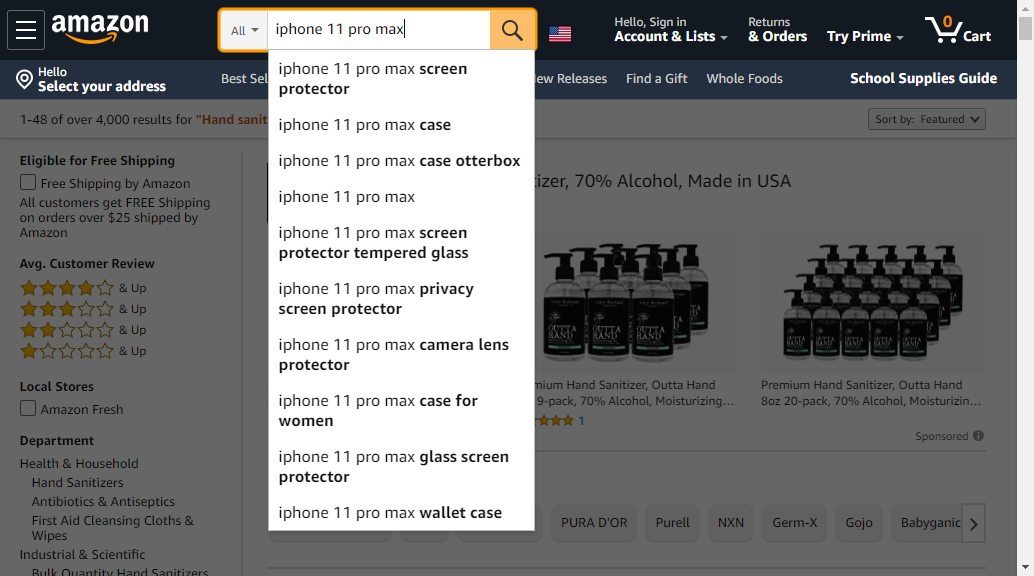 amazon
All
iphone 11 pro max
Hello, Sign in
Account & Lists
Returns
& Orders
Try Prime
0
Cart
Hello
Select your address
Best Sel
New Releases
Find a Gift
Whole Foods
School Supplies Guide
1-48 of over 4,000 results for "Hand sanit
Sort by: Featured
iphone 11 pro max screen
protector
iphone 11 pro max case
iphone 11 pro max case otterbox
iphone 11 pro max
iphone 11 pro max screen
protector tempered glass
iphone 11 pro max privacy
screen protector
iphone 11 pro max camera lens
protector
iphone 11 pro max case for
women
iphone 11 pro max glass screen
protector
iphone 11 pro max wallet case
Eligible for Free Shipping
Free Shipping by Amazon
All customers get FREE Shipping
on orders over $25 shipped by
Amazon
Avg. Customer Review
& Up
& Up
& Up
& Up
Local Stores
Amazon Fresh
Department
Health & Household
Hand Sanitizers
Antibiotics & Antiseptics
First Aid Cleansing Cloths &
Wipes
Industrial & Scientific
Bulk Quantity Hand Sanitizers
tizer, 70% Alcohol, Made in USA
OUTTA
HAND
OUTTA
HAND
OUTTA
HAND
mium Hand Sanitizer, Outta Hand
9-pack, 70% Alcohol, Moisturizing...
1
Premium Hand Sanitizer, Outta Hand
8oz 20-pack, 70% Alcohol, Moisturizin...
Sponsored
PURA D'OR
Purell
NXN
Germ-X
Gojo
Babyganic